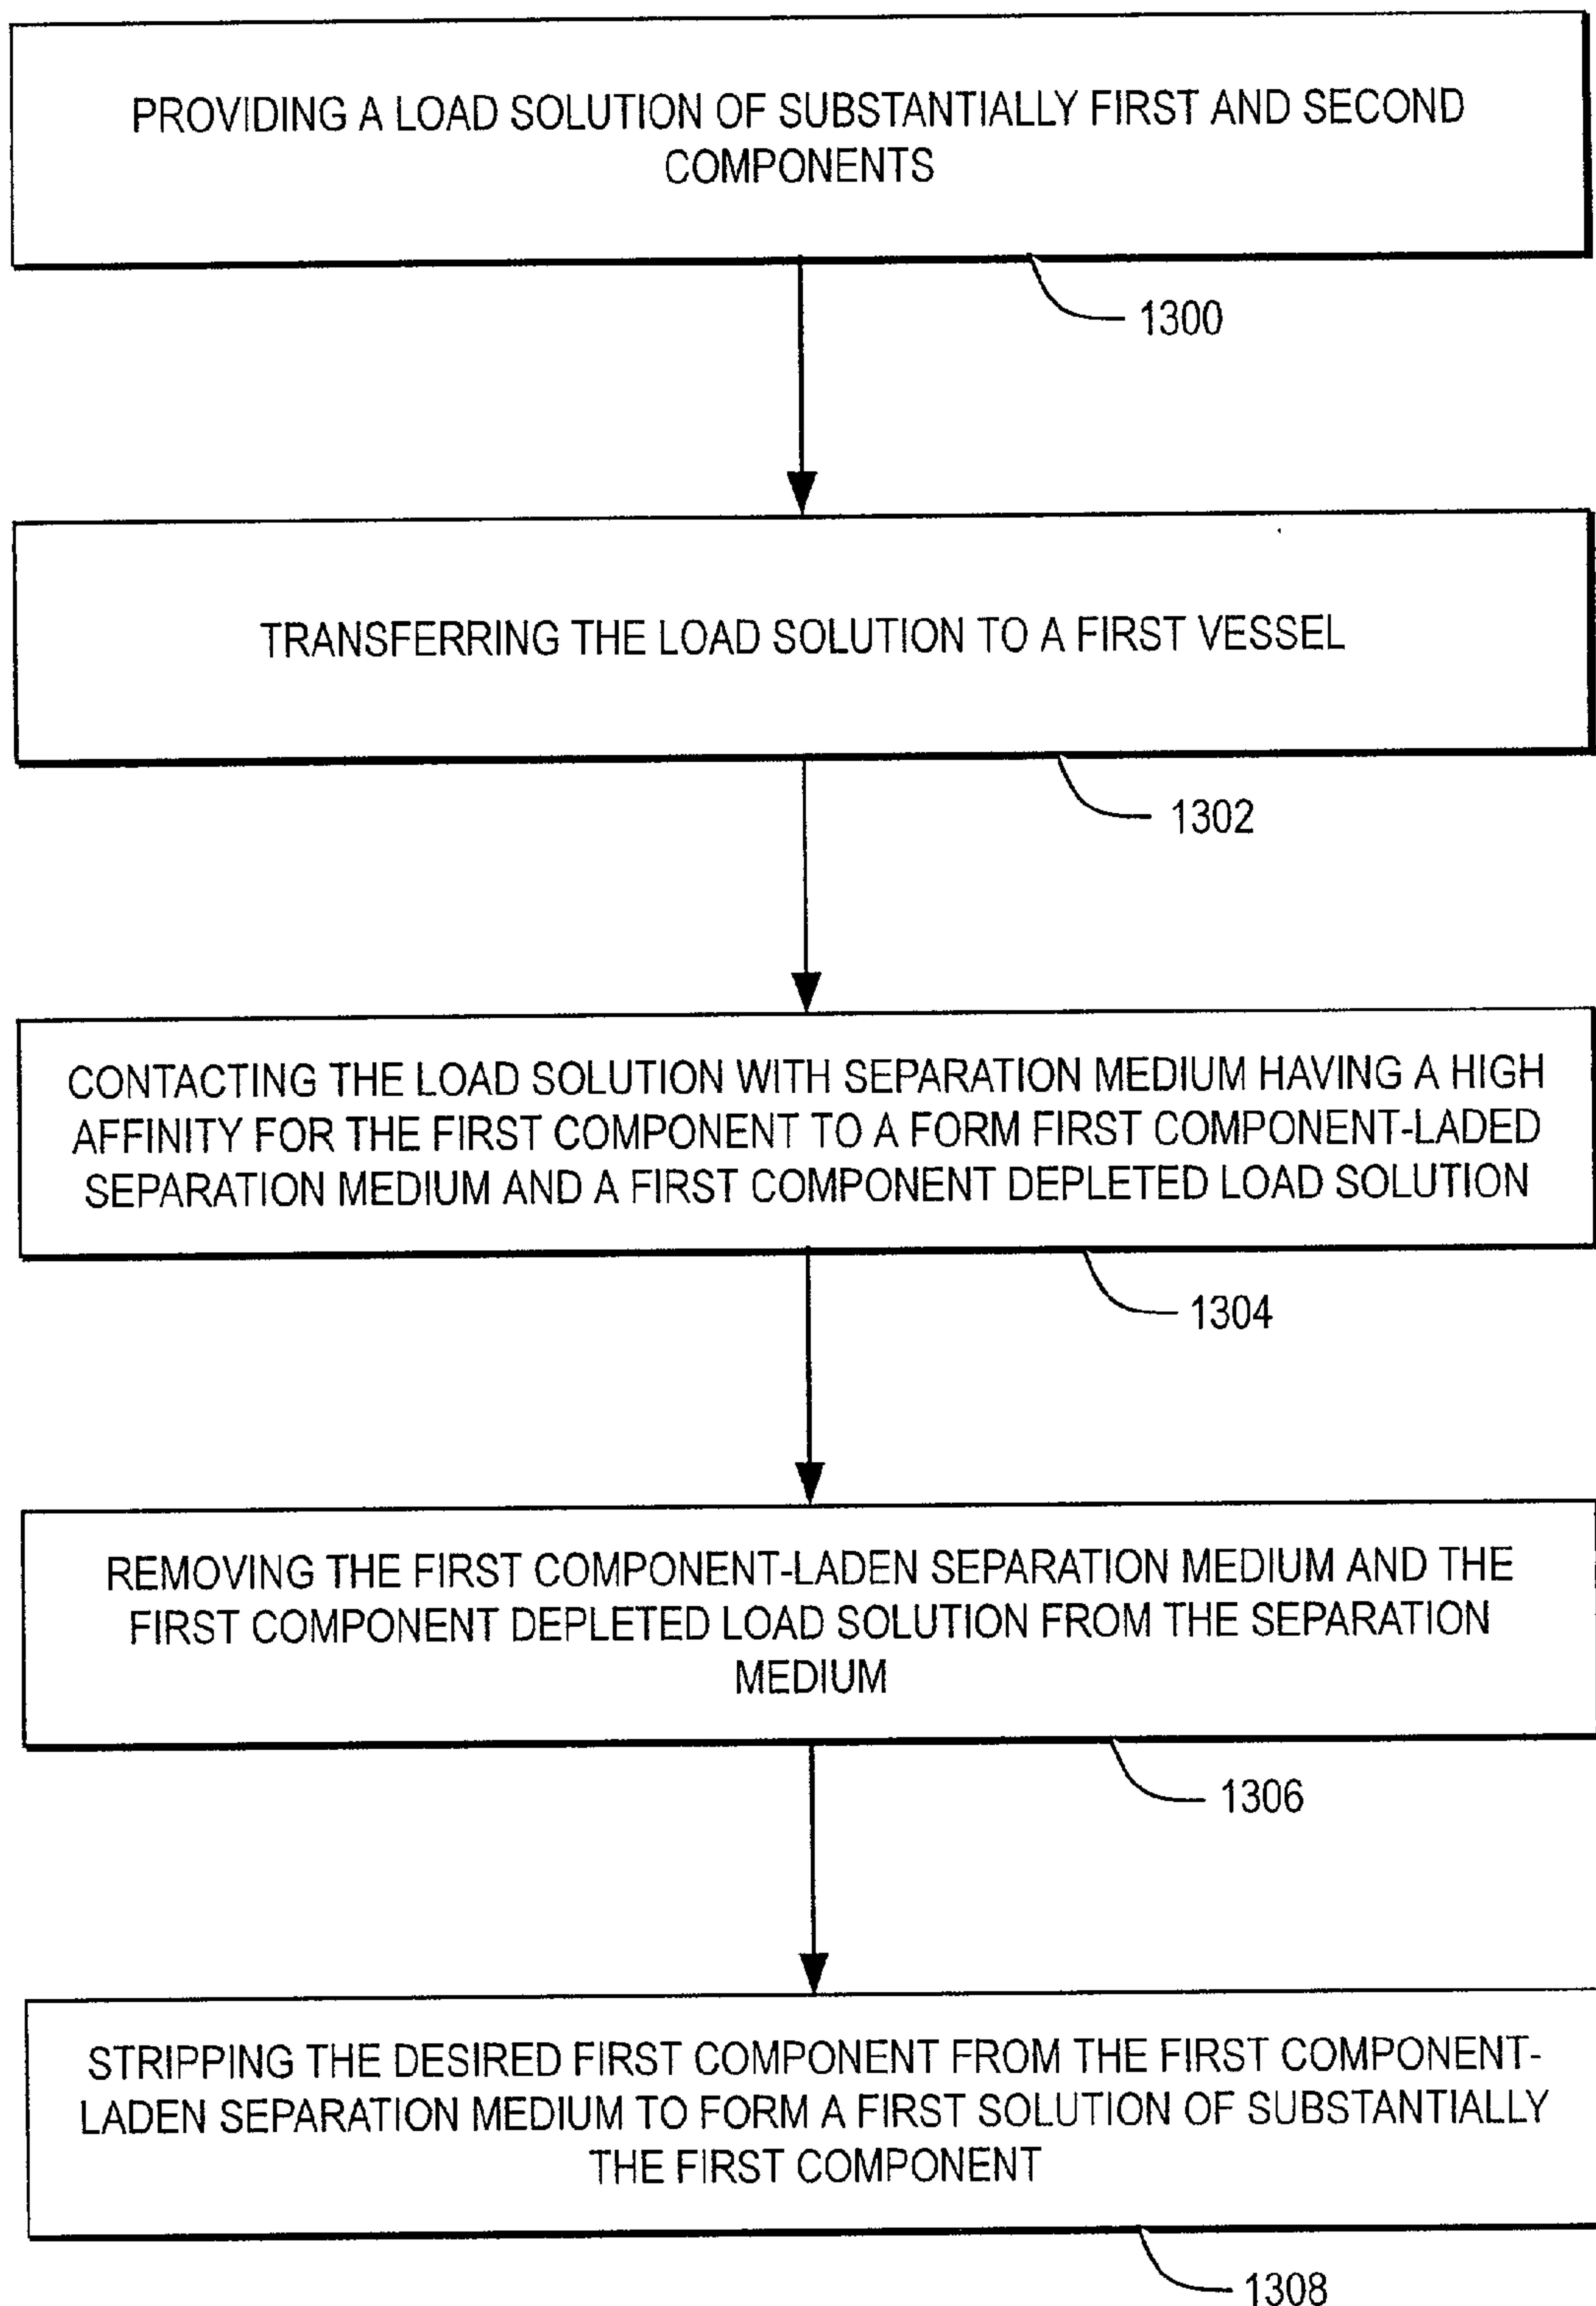 PROVIDING A LOAD SOLUTION OF SUBSTANTIALLY FIRST AND SECOND
COMPONENTS
1300
TRANSFERRING THE LOAD SOLUTION TO A FIRST VESSEL
1302
CONTACTING THE LOAD SOLUTION WITH SEPARATION MEDIUM HAVING A HIGH
AFFINITY FOR THE FIRST COMPONENT TO A FORM FIRST COMPONENT-LADED
SEPARATION MEDIUM AND A FIRST COMPONENT DEPLETED LOAD SOLUTION
1304
REMOVING THE FIRST COMPONENT-LADEN SEPARATION MEDIUM AND THE
FIRST COMPONENT DEPLETED LOAD SOLUTION FROM THE SEPARATION
MEDIUM
1306
STRIPPING THE DESIRED FIRST COMPONENT FROM THE FIRST COMPONENT-
LADEN SEPARATION MEDIUM TO FORM A FIRST SOLUTION OF SUBSTANTIALLY
THE FIRST COMPONENT
1308